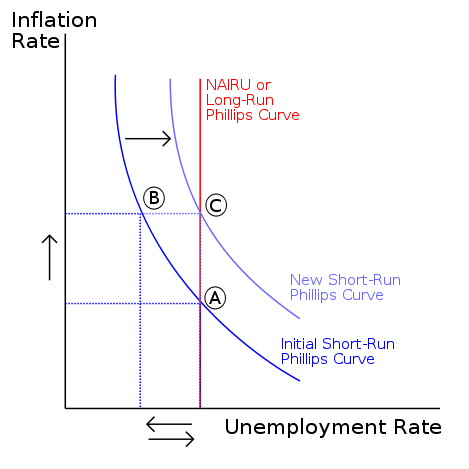 Inflation
Rate
NAIRU or
Long-Run
Phillips Curve
B
C
New Short-Run
Phillips Curve
A
Initial Short-Run
Phillips Curve
Unemployment Rate